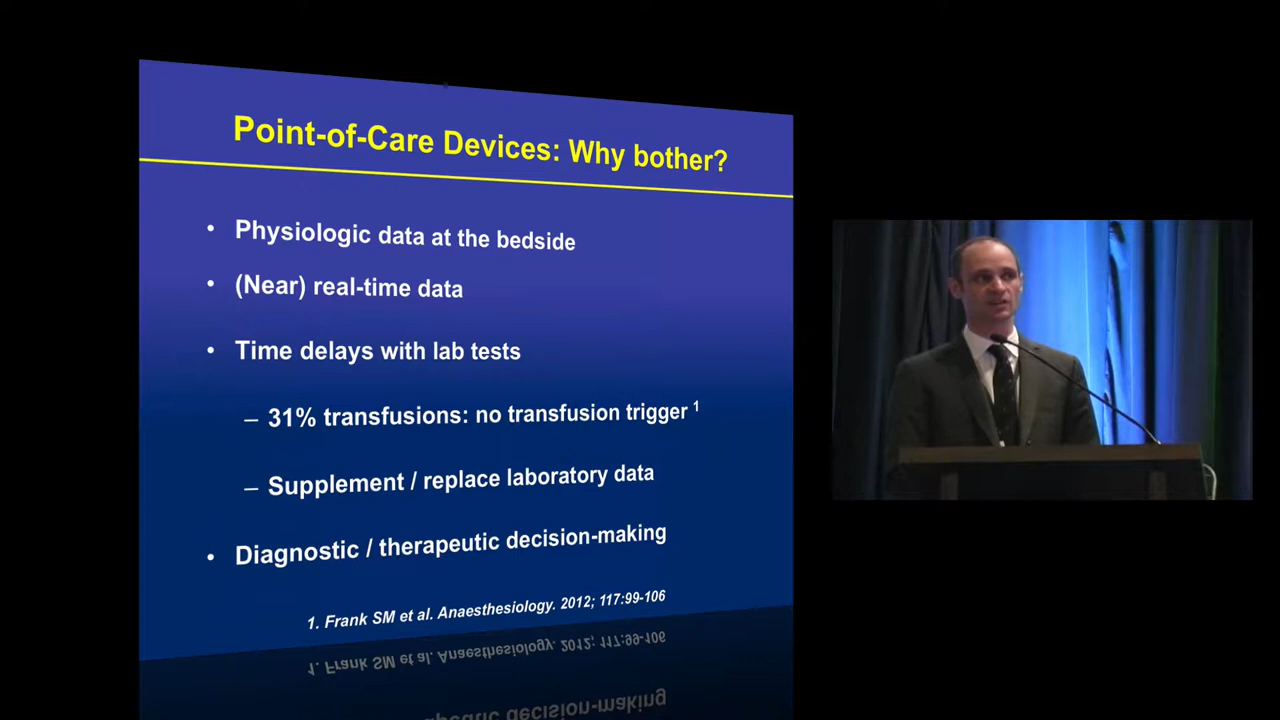 Point-of-Care Devices: Why bother?
• Physiologic data at the bedside
• (Near) real-time data
• Time delays with lab tests
– 31% transfusions: no transfusion trigger 1
– Supplement / replace laboratory data
• Diagnostic / therapeutic decision-making
1. Frank SM et al. Anaesthesiology. 2012; 117:99-106